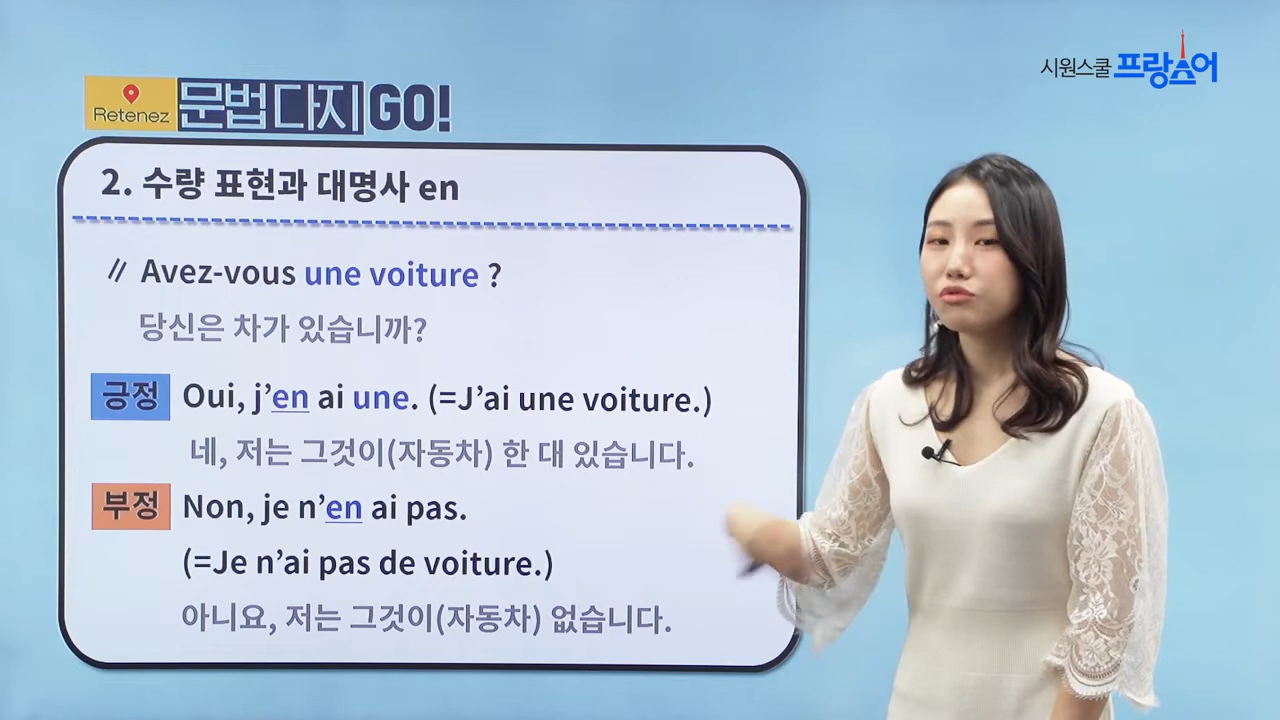 시원스쿨 프랑스어
Retenez 문법 다지 GO!
2. 수량 표현과 대명사 en
// Avez-vous une voiture ?
당신은 차가 있습니까?
긍정 Oui, j’en ai une. (=J’ai une voiture.)
네, 저는 그것이(자동차) 한 대 있습니다.
부정 Non, je n’en ai pas.
(=Je n’ai pas de voiture.)
아니요, 저는 그것이(자동차) 없습니다.